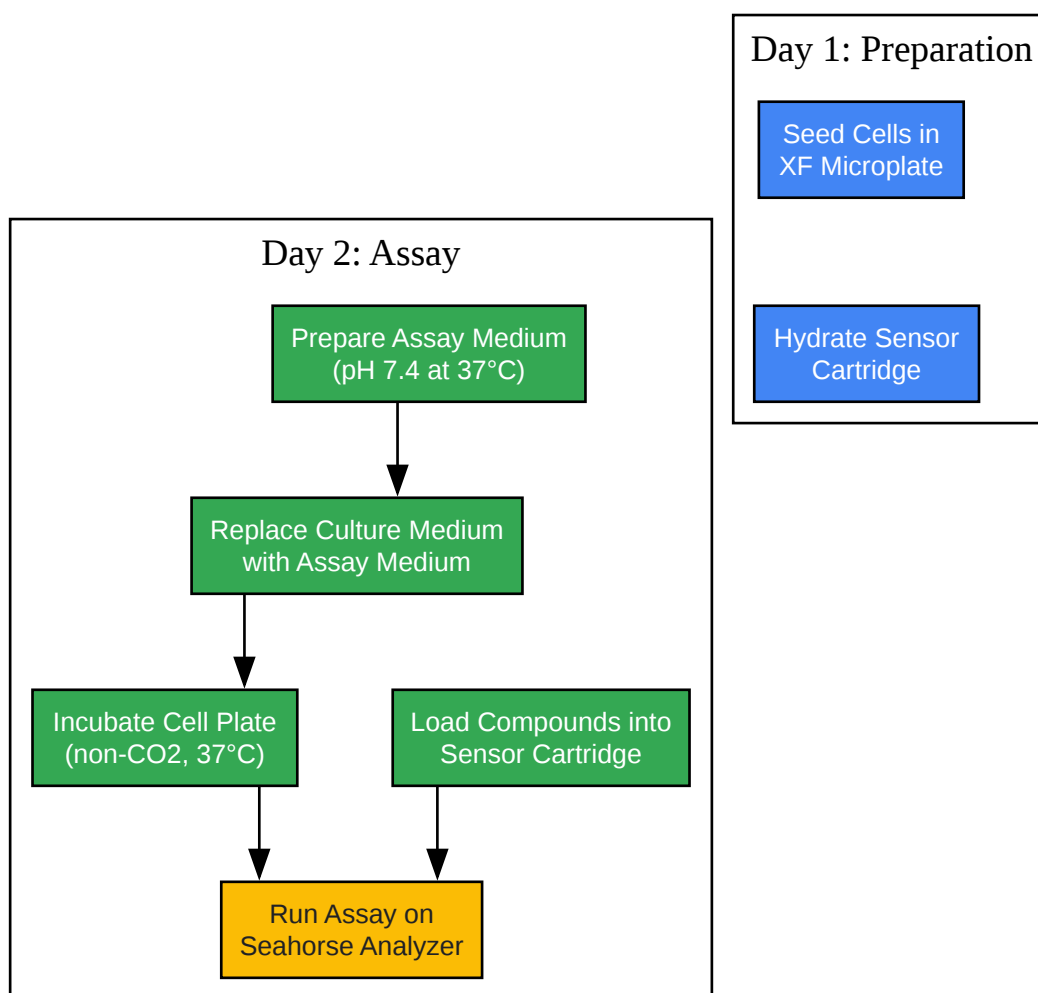 Day 1: Preparation
Seed Cells in
XF Microplate
Hydrate Sensor
Cartridge
Day 2: Assay
Prepare Assay Medium
(pH 7.4 at 37°C)
Replace Culture Medium
with Assay Medium
Incubate Cell Plate
(non-CO2, 37°C)
Load Compounds into
Sensor Cartridge
Run Assay on
Seahorse Analyzer